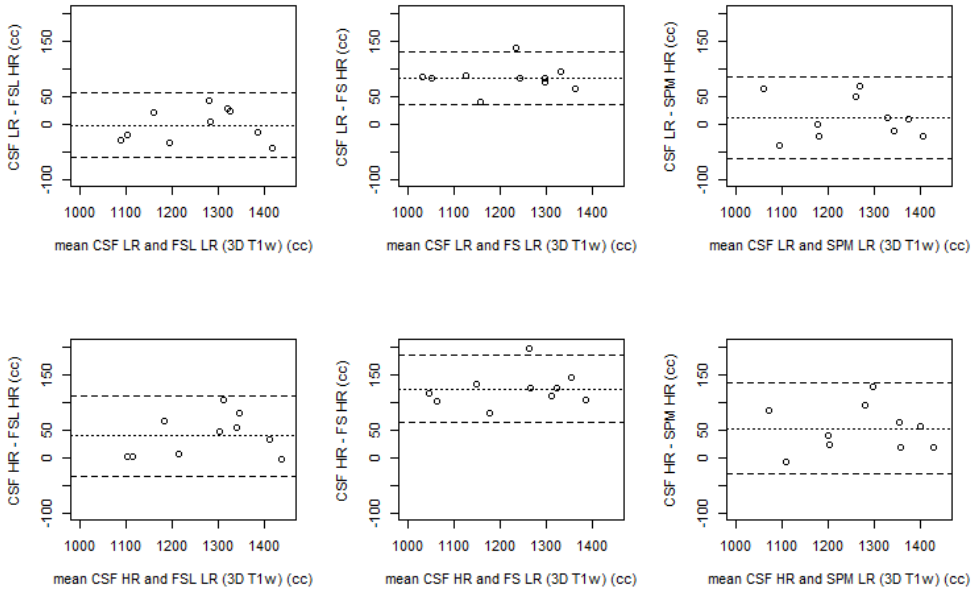 CSF LR - FSL HR (cc)
150
50
0
-100
1000 1100 1200 1300 1400
mean CSF LR and FSL LR (3D T1w) (cc)
CSF LR - FS HR (cc)
150
50
0
-100
1000 1100 1200 1300 1400
mean CSF LR and FS LR (3D T1w) (cc)
CSF LR - SPM HR (cc)
150
50
0
-100
1000 1100 1200 1300 1400
mean CSF LR and SPM LR (3D T1w) (cc)
CSF HR - FSL HR (cc)
150
50
0
-100
1000 1100 1200 1300 1400
mean CSF HR and FSL LR (3D T1w) (cc)
CSF HR - FS HR (cc)
150
50
0
-100
1000 1100 1200 1300 1400
mean CSF HR and FS LR (3D T1w) (cc)
CSF HR - SPM HR (cc)
150
50
0
-100
1000 1100 1200 1300 1400
mean CSF HR and SPM LR (3D T1w) (cc)